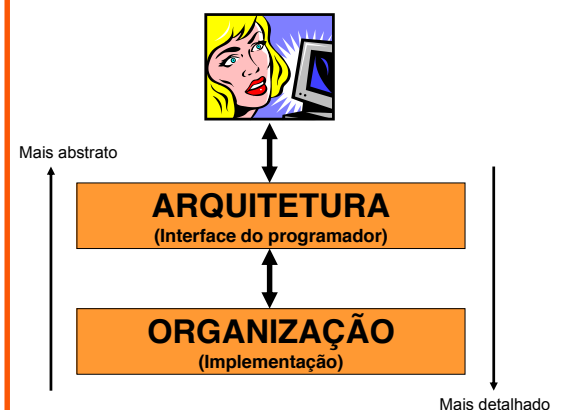 Mais abstrato
ARQUITETURA
(Interface do programador)
ORGANIZAÇÃO
(Implementação)
Mais detalhado